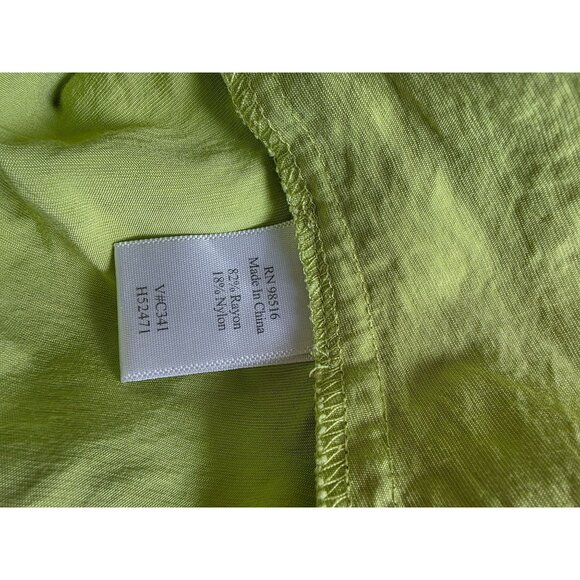 RN 98516
Made In China
82% Rayon
18% Nylon
V#C341
H52471